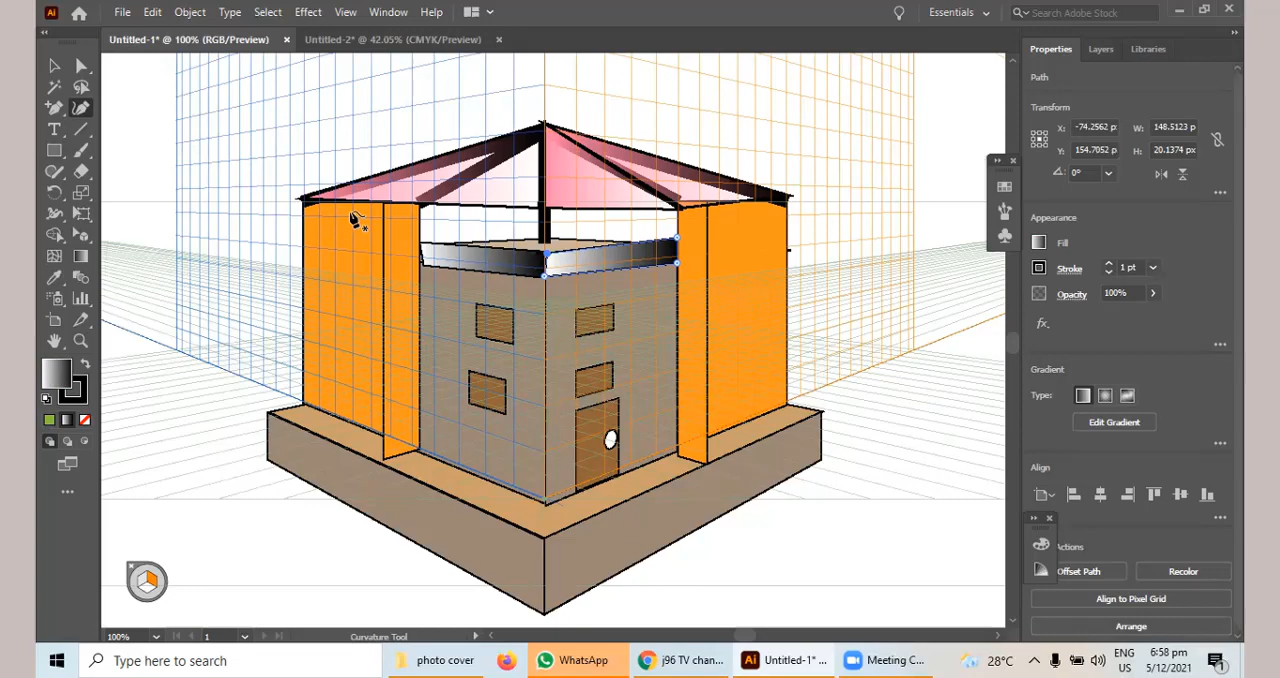 Ai File Edit Object Type Select Effect View Window Help Essentials Search Adobe Stock
Untitled-1* @ 100% (RGB/Preview) × Untitled-2* @ 42.05% (CMYK/Preview) × Properties Layers Libraries
Path
Transform
X: -74.2562 p: W: 148.5123 p
Y: 154.7052 p H: 20.1374 px
0°
Appearance
Fill
Stroke 1 pt
Opacity 100%
fx.
Gradient
Type:
Edit Gradient
Align
Actions
Offset Path Recolor
Align to Pixel Grid
Arrange
100% 1 Curvature Tool
Type here to search photo cover WhatsApp j96 TV chan... Ai Untitled-1* ... Meeting C... 28°C ENG US 6:58 pm 5/12/2021 1